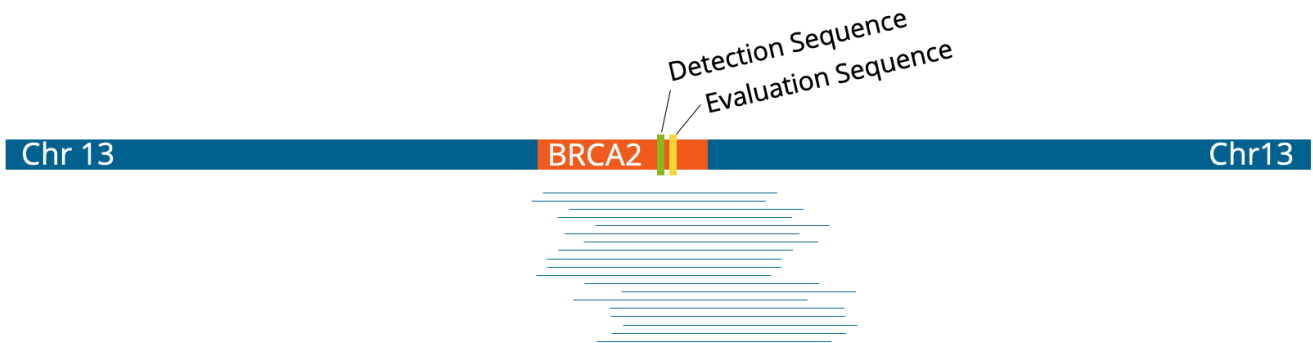 Detection Sequence
Evaluation Sequence
Chr 13
BRCA2
Chr13